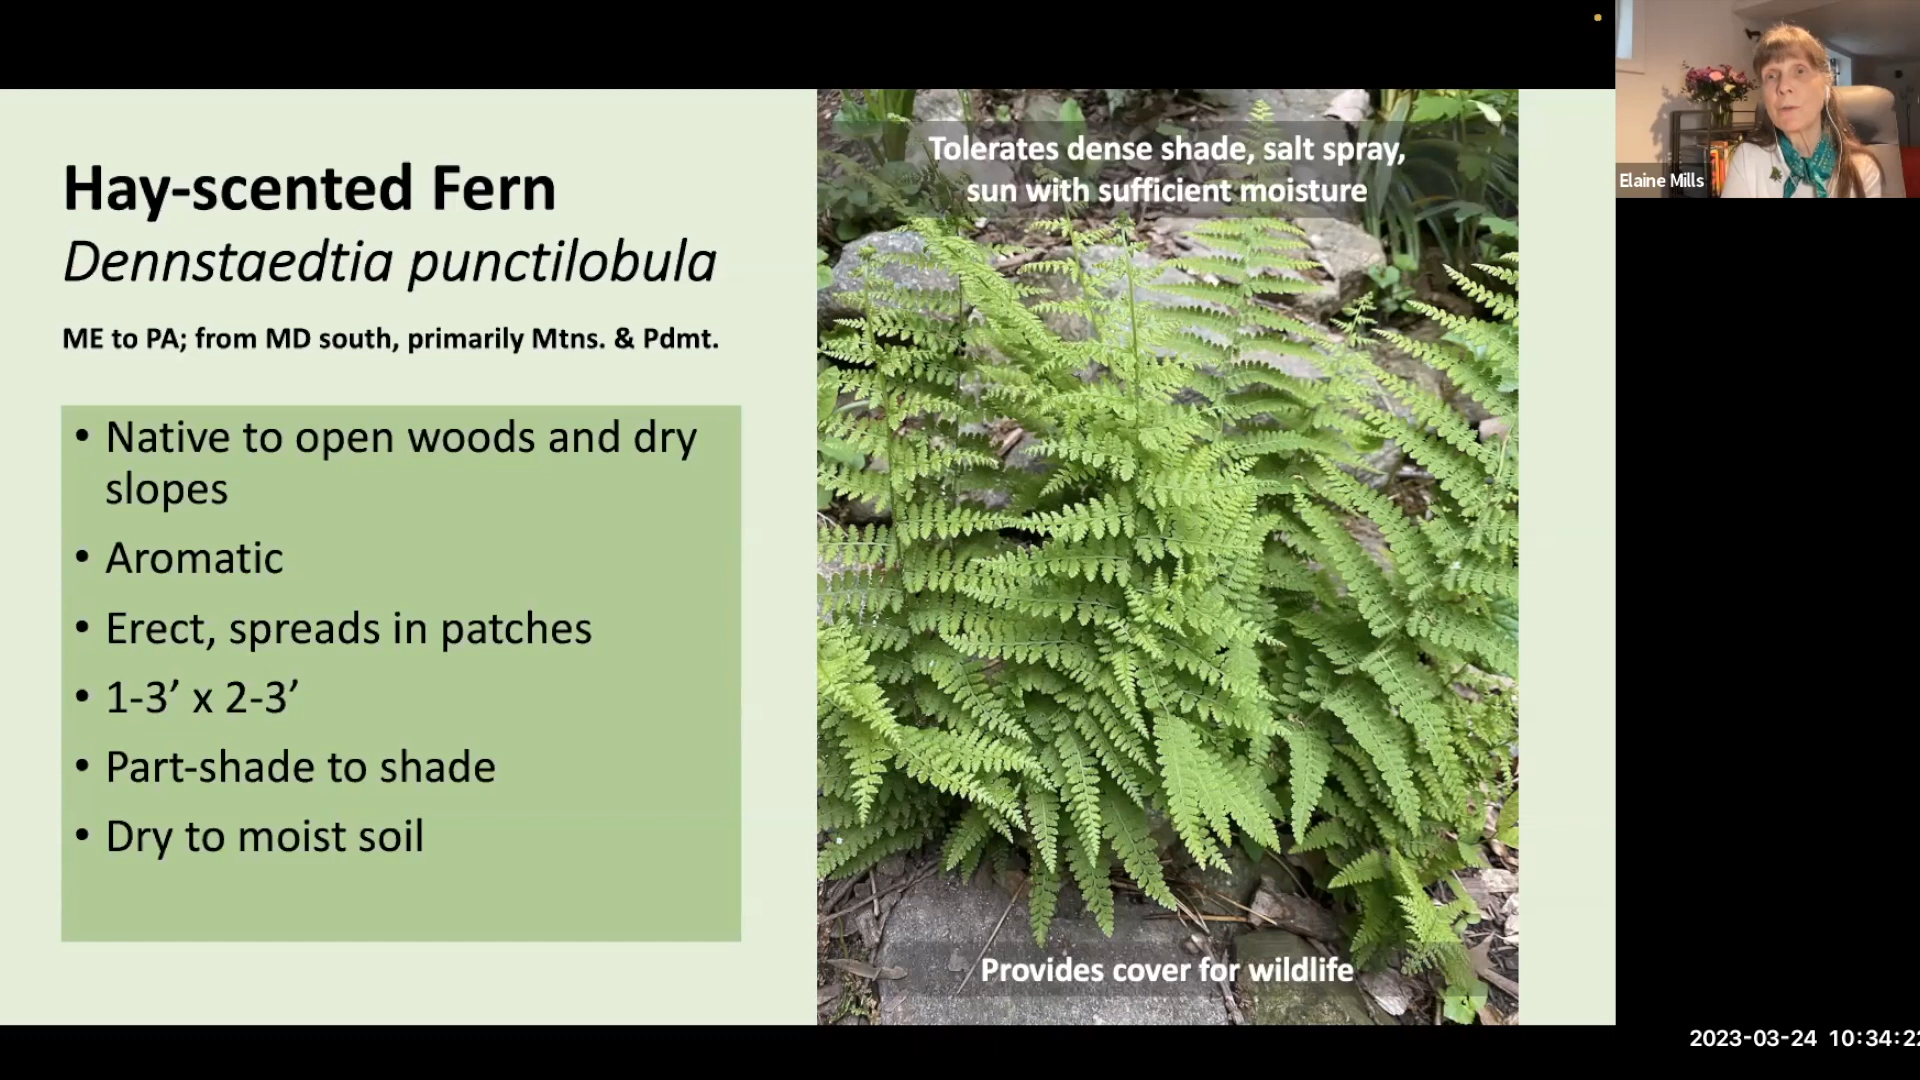 Hay-scented Fern
Dennstaedtia punctilobula
ME to PA; from MD south, primarily Mtns. & Pdmt.
• Native to open woods and dry
slopes
• Aromatic
• Erect, spreads in patches
• 1-3’ x 2-3’
• Part-shade to shade
• Dry to moist soil
Tolerates dense shade, salt spray,
sun with sufficient moisture
Provides cover for wildlife
Elaine Mills
2023-03-24 10:34:22